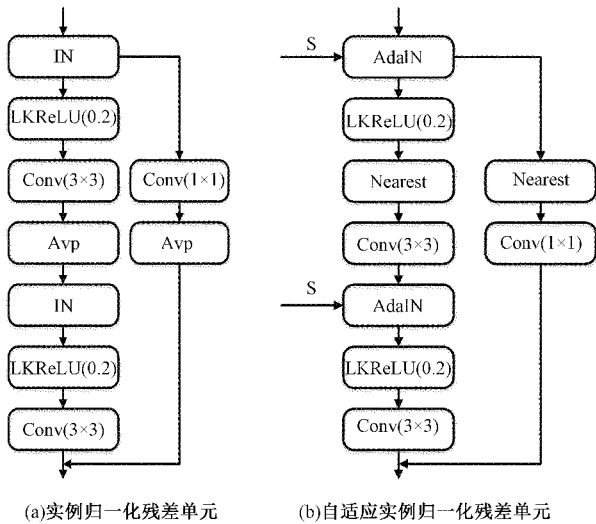 IN
LKReLU(0.2)
Conv(3×3)
Conv(1×1)
Avp
Avp
IN
LKReLU(0.2)
Conv(3×3)
(a)实例归一化残差单元
S
AdaIN
LKReLU(0.2)
Nearest
Nearest
Conv(3×3)
Conv(1×1)
S
AdaIN
LKReLU(0.2)
Conv(3×3)
(b)自适应实例归一化残差单元